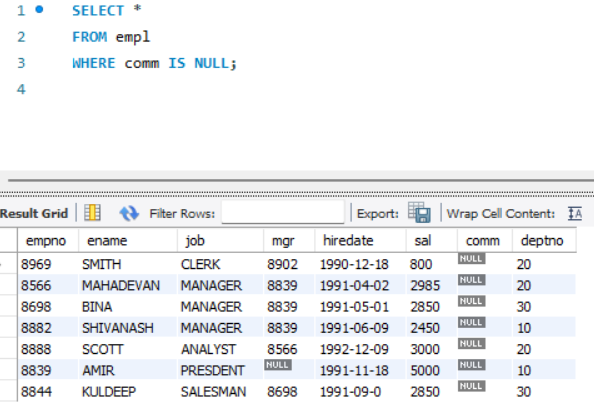 1 SELECT *
2 FROM empl
3 WHERE comm IS NULL;
4
Result Grid Filter Rows: Export: Wrap Cell Content: IA
empno ename job mgr hiredate sal comm deptno
8969 SMITH CLERK 8902 1990-12-18 800 NULL 20
8566 MAHADEVAN MANAGER 8839 1991-04-02 2985 NULL 20
8698 BINA MANAGER 8839 1991-05-01 2850 NULL 30
8882 SHIVANASH MANAGER 8839 1991-06-09 2450 NULL 10
8888 SCOTT ANALYST 8566 1992-12-09 3000 NULL 20
8839 AMIR PRESDENT NULL 1991-11-18 5000 NULL 10
8844 KULDEEP SALESMAN 8698 1991-09-0 2850 NULL 30